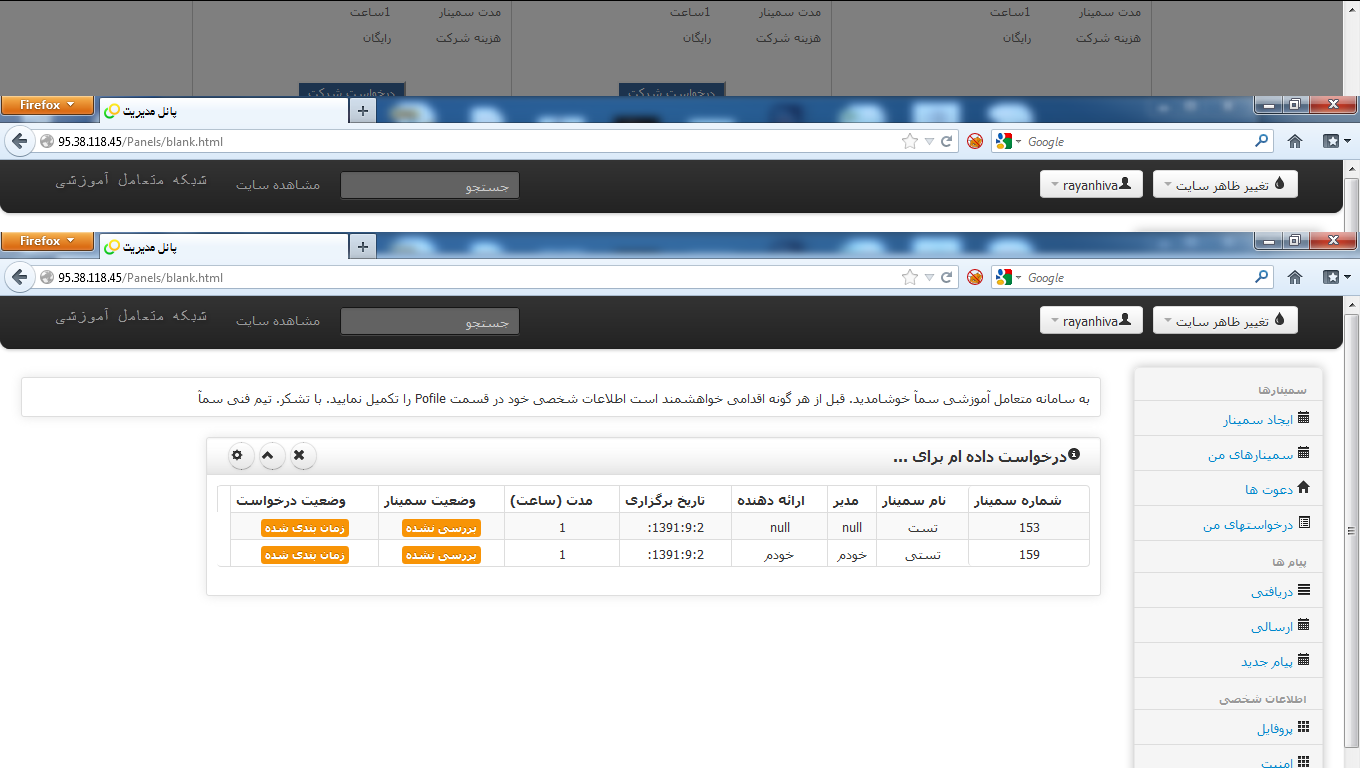 مدت سمینار 1ساعت مدت سمینار 1ساعت مدت سمینار 1ساعت
هزینه شرکت رایگان هزینه شرکت رایگان هزینه شرکت رایگان
درخواست شرکت درخواست شرکت
Firefox پانل مدیریت
95.38.118.45/Panels/blank.html Google
تغییر ظاهر سایت rayanhiva جستجو مشاهده سایت شبکه متعامل آموزشی
Firefox پانل مدیریت
95.38.118.45/Panels/blank.html Google
تغییر ظاهر سایت rayanhiva جستجو مشاهده سایت شبکه متعامل آموزشی
سمینارها
ایجاد سمینار
سمینارهای من
دعوت ها
درخواستهای من
پیام ها
دریافتی
ارسالی
پیام جدید
اطلاعات شخصی
پروفایل
امنیت
به سامانه متعامل آموزشی سمآ خوشامدید. قبل از هر گونه اقدامی خواهشمند است اطلاعات شخصی خود در قسمت Pofile را تکمیل نمایید. با تشکر. تیم فنی سمآ
درخواست داده ام برای ...
شماره سمینار نام سمینار مدیر ارائه دهنده تاریخ برگزاری مدت (ساعت) وضعیت سمینار وضعیت درخواست
153 تست null null 1391:9:2: 1 بررسی نشده زمان بندی شده
159 تستی خودم خودم 1391:9:2: 1 بررسی نشده زمان بندی شده